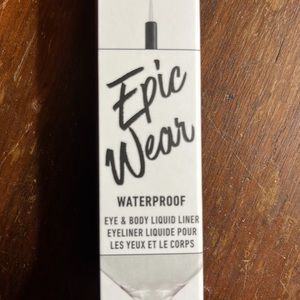 Epic
Wear
WATERPROOF
EYE & BODY LIQUID LINER
EYELINER LIQUIDE POUR
LES YEUX ET LE CORPS